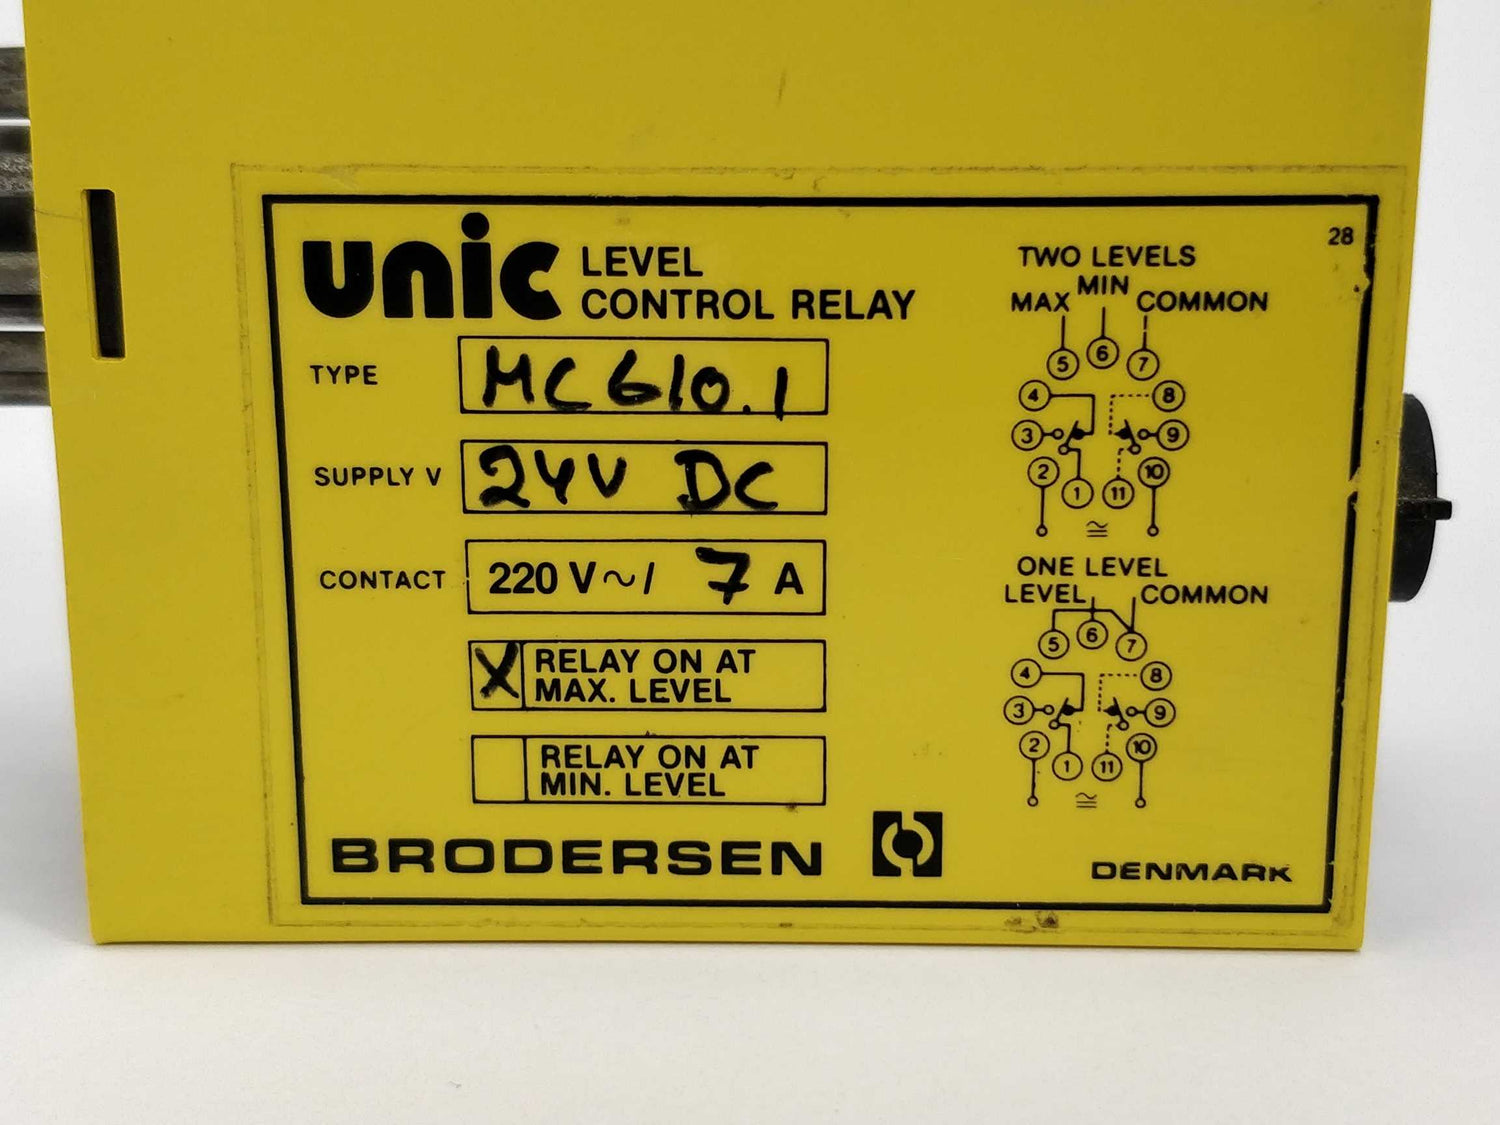 unic LEVEL
CONTROL RELAY
TYPE MC610.1
SUPPLY V 24V DC
CONTACT 220 V~/ 7 A
X RELAY ON AT
MAX. LEVEL
RELAY ON AT
MIN. LEVEL
BRODERSEN
28
TWO LEVELS
MIN
MAX COMMON
5 6 7
4 8
3 9
2 10
1 11
≅
ONE LEVEL
LEVEL COMMON
5 6 7
4 8
3 9
2 10
1 11
≅
DENMARK